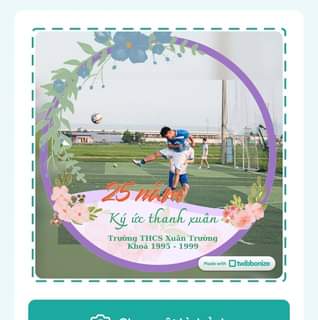 25 năm
Ký ức thanh xuân
Trường THCS Xuân Trường
Khoá 1995 - 1999
Made with twibbonize